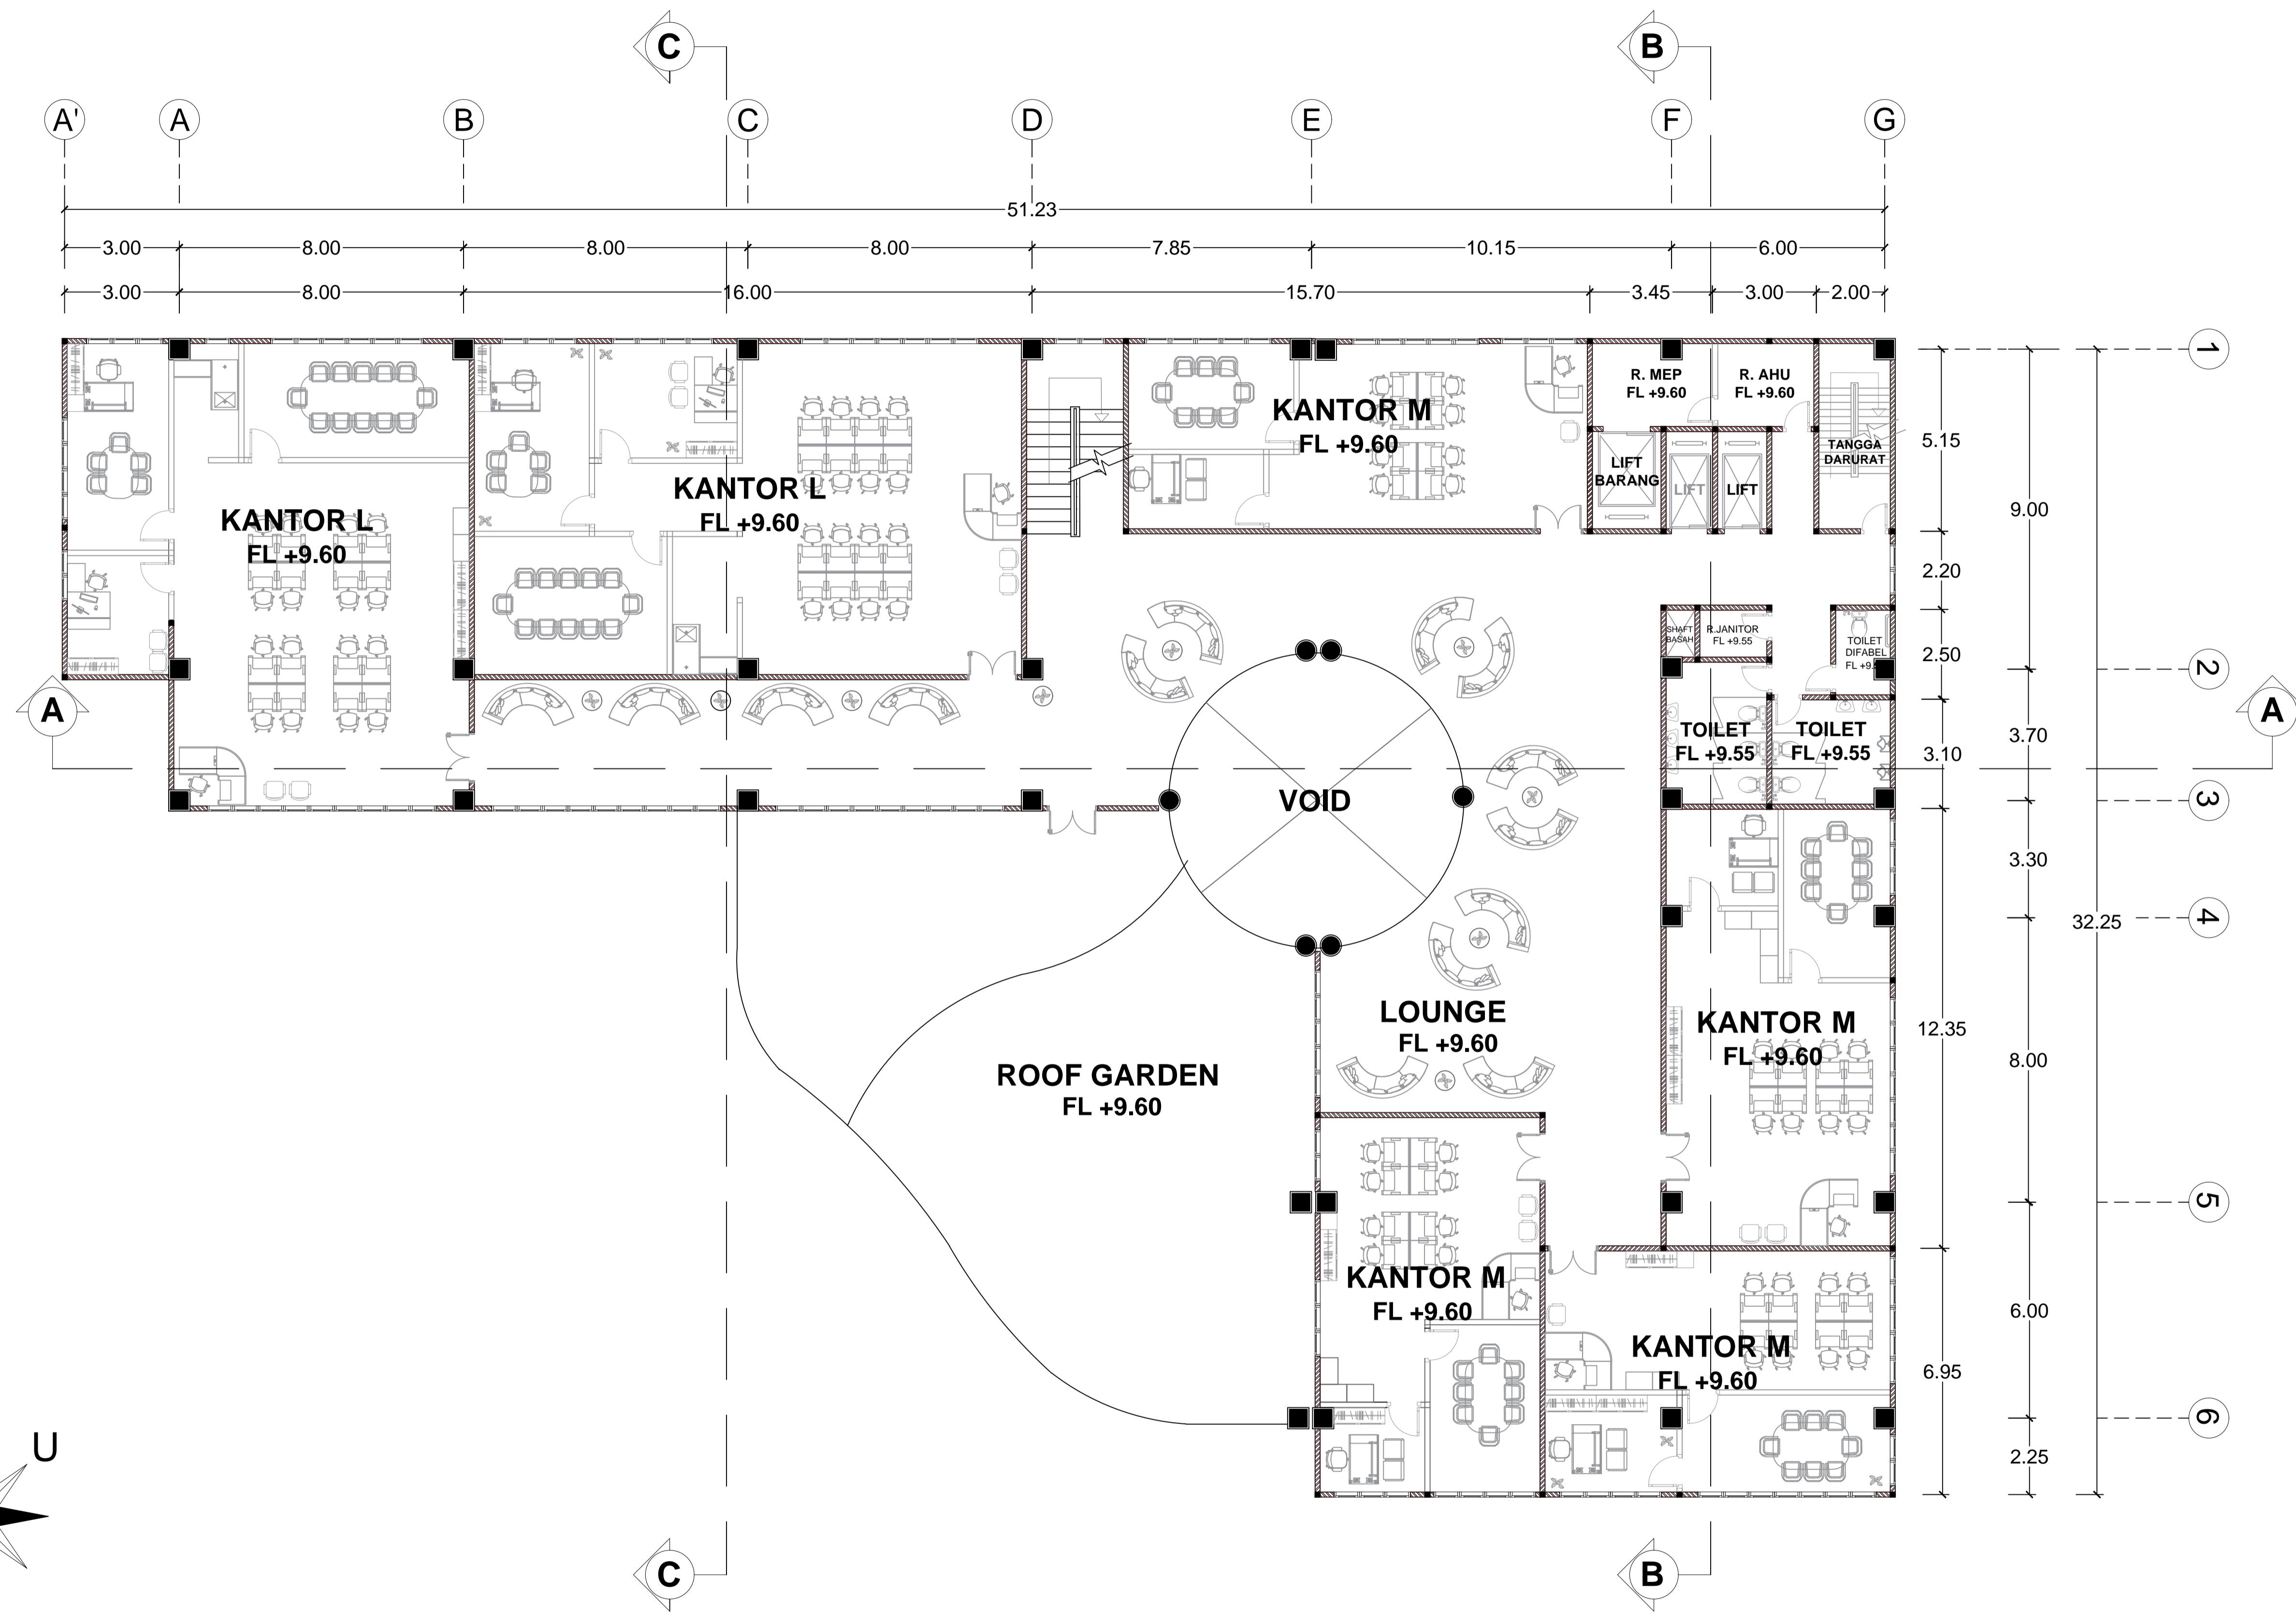 C
B
A'
A
B
C
D
E
F
G
51.23
3.00
8.00
8.00
8.00
7.85
10.15
6.00
3.00
8.00
16.00
15.70
3.45
3.00
2.00
1
R. MEP
FL +9.60
R. AHU
FL +9.60
KANTOR M
FL +9.60
TANGGA
DARURAT
LIFT
BARANG
LIFT
LIFT
5.15
KANTOR L
FL +9.60
KANTOR L
FL +9.60
9.00
2.20
SHAFT
BASAH
R.JANITOR
FL +9.55
TOILET
DIFABEL
FL +9.
2.50
2
A
A
TOILET
FL +9.55
TOILET
FL +9.55
3.70
3.10
VOID
3
3.30
4
32.25
LOUNGE
FL +9.60
KANTOR M
FL +9.60
12.35
8.00
ROOF GARDEN
FL +9.60
5
KANTOR M
FL +9.60
KANTOR M
FL +9.60
6.00
6.95
6
2.25
U
C
B